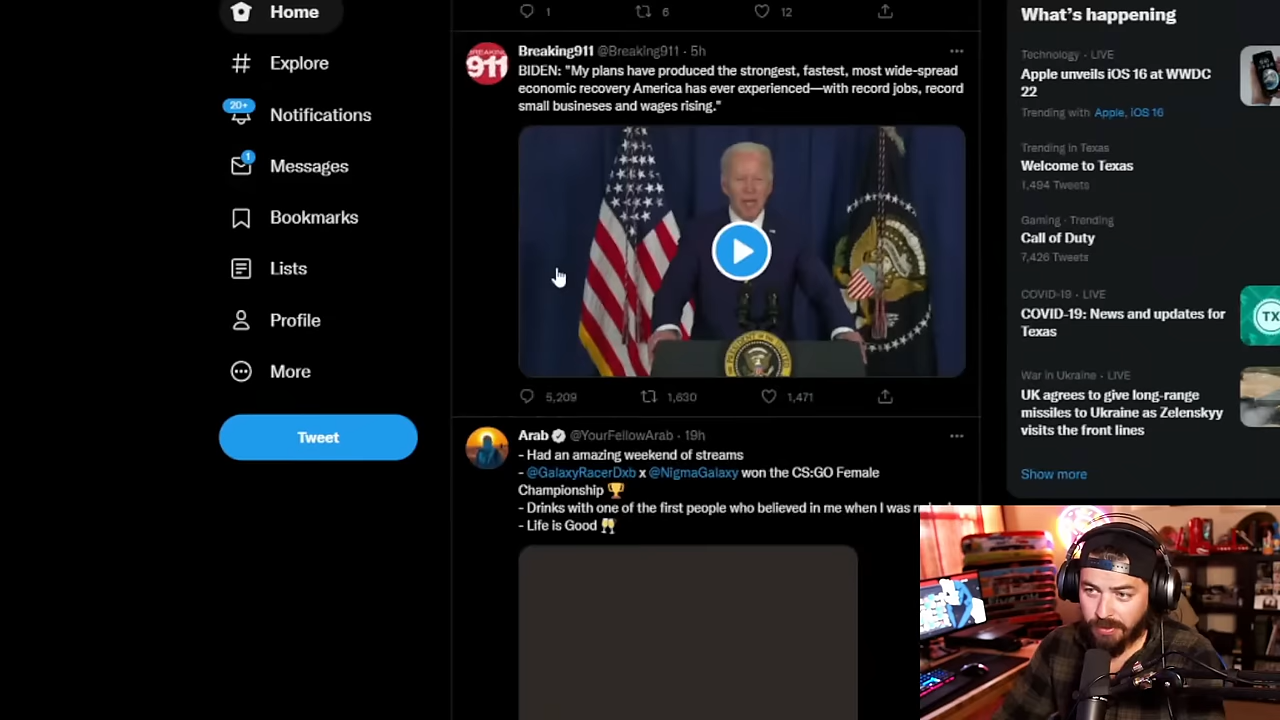 Home
Explore
20+
Notifications
1
Messages
Bookmarks
Lists
Profile
More
Tweet
1
6
12
BREAKING
911
Breaking911 @Breaking911 · 5h
BIDEN: "My plans have produced the strongest, fastest, most wide-spread
economic recovery America has ever experienced—with record jobs, record
small busineses and wages rising."
5,209
1,630
1,471
Arab @YourFellowArab · 19h
- Had an amazing weekend of streams
- @GalaxyRacerDxb x @NigmaGalaxy won the CS:GO Female
Championship 🏆
- Drinks with one of the first people who believed in me when I was
- Life is Good 🥂
What's happening
Technology · LIVE
Apple unveils iOS 16 at WWDC
22
Trending with Apple, iOS 16
Trending in Texas
Welcome to Texas
1,494 Tweets
Gaming · Trending
Call of Duty
7,426 Tweets
COVID-19 · LIVE
COVID-19: News and updates for
Texas
TX
War in Ukraine · LIVE
UK agrees to give long-range
missiles to Ukraine as Zelenskyy
visits the front lines
Show more